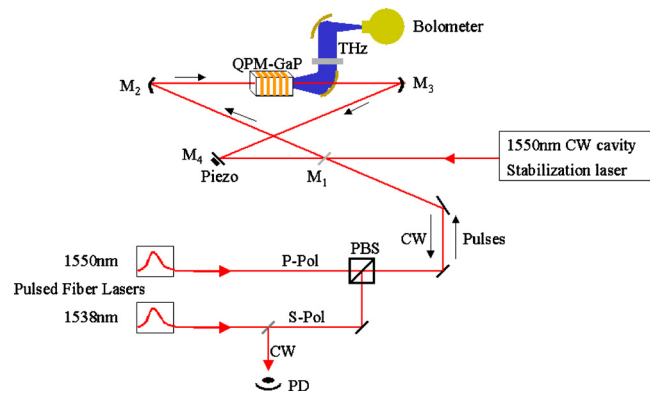 Bolometer
THz
QPM-GaP
M2
M3
M4
Piezo
M1
1550nm CW cavity
Stabilization laser
CW
Pulses
PBS
1550nm
P-Pol
Pulsed Fiber Lasers
1538nm
S-Pol
CW
PD